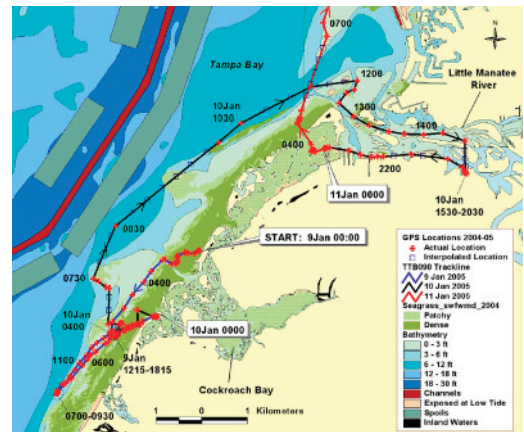 0700
Tampa Bay
N
1200
Little Manatee
River
10Jan
1030
1300
1400
0400
2200
11Jan 0000
10Jan
1530-2030
0830
START: 9Jan 00:00
0730
0400
10Jan
0400
10Jan 0000
1100
0600
9Jan
1215-1815
0700-0930
Cockroach Bay
1 0 1
Kilometers
GPS Locations 2004-05
Actual Location
Interpolated Location
TTB090 Trackline
9 Jan 2005
10 Jan 2005
11 Jan 2005
Seagrass_swfwmd_2004
Patchy
Dense
Bathymetry
0 - 3 ft
3 - 6 ft
6 - 12 ft
12 - 18 ft
18 - 30 ft
Channels
Exposed at Low Tide
Spoils
Inland Waters